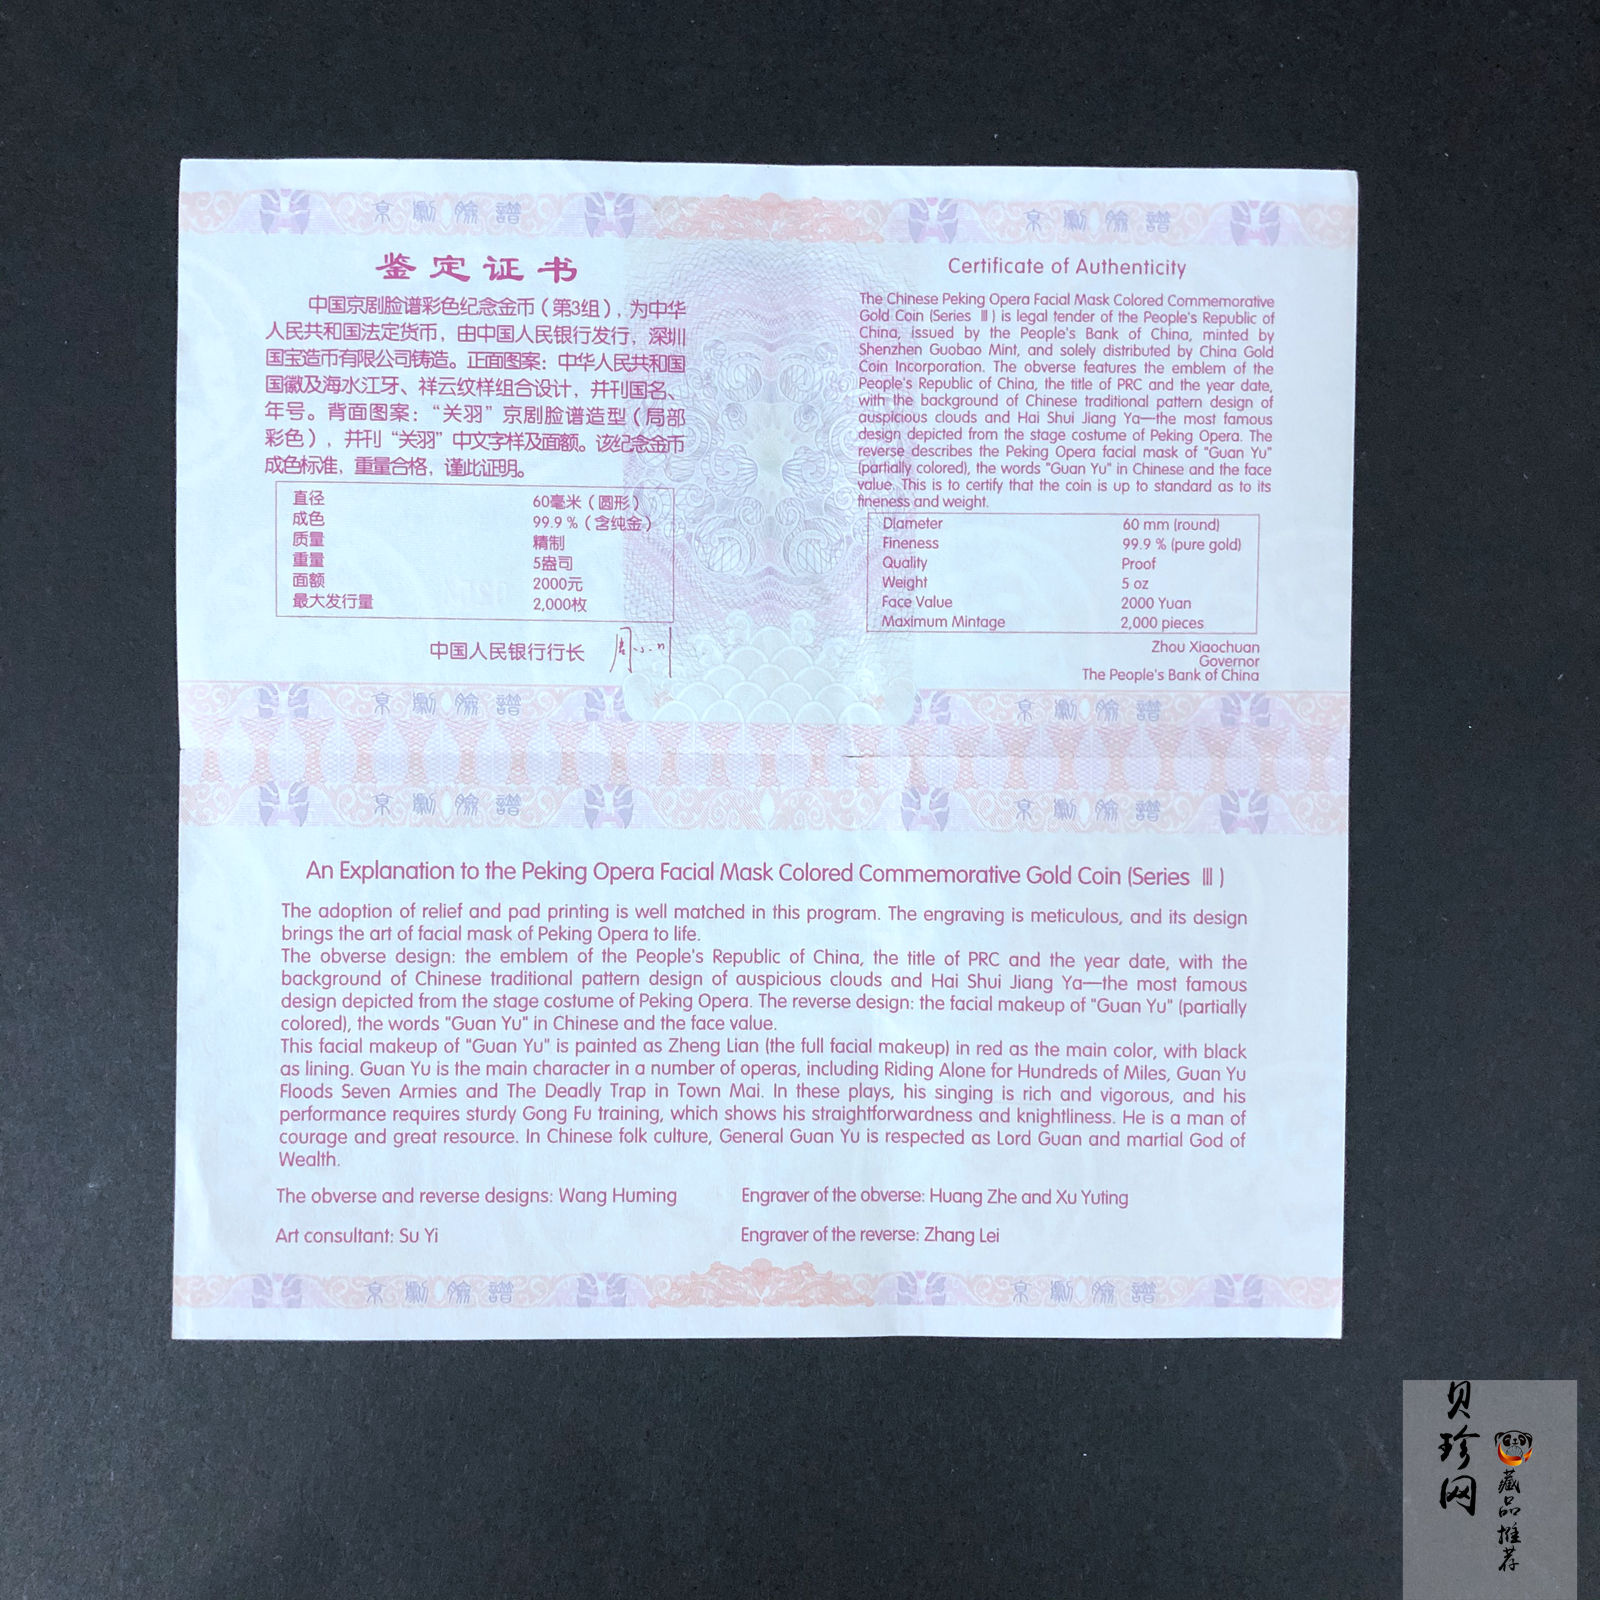 京劇臉譜
京劇臉譜
鉴定证书
中国京剧脸谱彩色纪念金币（第3组），为中华
人民共和国法定货币，由中国人民银行发行，深圳
国宝造币有限公司铸造。正面图案：中华人民共和国
国徽及海水江牙、祥云纹样组合设计，并刊国名、
年号。背面图案：“关羽”京剧脸谱造型（局部
彩色），并刊“关羽”中文字样及面额。该纪念金币
成色标准，重量合格，谨此证明。
直径 60毫米（圆形）
成色 99.9％（含纯金）
质量 精制
重量 5盎司
面额 2000元
最大发行量 2,000枚
中国人民银行行长 周小川
Certificate of Authenticity
The Chinese Peking Opera Facial Mask Colored Commemorative
Gold Coin (Series Ⅲ) is legal tender of the People's Republic of
China, issued by the People's Bank of China, minted by
Shenzhen Guobao Mint, and solely distributed by China Gold
Coin Incorporation. The obverse features the emblem of the
People's Republic of China, the title of PRC and the year date,
with the background of Chinese traditional pattern design of
auspicious clouds and Hai Shui Jiang Ya—the most famous
design depicted from the stage costume of Peking Opera. The
reverse describes the Peking Opera facial mask of "Guan Yu"
(partially colored), the words "Guan Yu" in Chinese and the face
value. This is to certify that the coin is up to standard as to its
fineness and weight.
Diameter 60 mm (round)
Fineness 99.9 % (pure gold)
Quality Proof
Weight 5 oz
Face Value 2000 Yuan
Maximum Mintage 2,000 pieces
Zhou Xiaochuan
Governor
The People's Bank of China
京劇臉譜
京劇臉譜
京劇臉譜
京劇臉譜
An Explanation to the Peking Opera Facial Mask Colored Commemorative Gold Coin (Series Ⅲ)
The adoption of relief and pad printing is well matched in this program. The engraving is meticulous, and its design
brings the art of facial mask of Peking Opera to life.
The obverse design: the emblem of the People's Republic of China, the title of PRC and the year date, with the
background of Chinese traditional pattern design of auspicious clouds and Hai Shui Jiang Ya—the most famous
design depicted from the stage costume of Peking Opera. The reverse design: the facial makeup of "Guan Yu" (partially
colored), the words "Guan Yu" in Chinese and the face value.
This facial makeup of "Guan Yu" is painted as Zheng Lian (the full facial makeup) in red as the main color, with black
as lining. Guan Yu is the main character in a number of operas, including Riding Alone for Hundreds of Miles, Guan Yu
Floods Seven Armies and The Deadly Trap in Town Mai. In these plays, his singing is rich and vigorous, and his
performance requires sturdy Gong Fu training, which shows his straightforwardness and knightliness. He is a man of
courage and great resource. In Chinese folk culture, General Guan Yu is respected as Lord Guan and martial God of
Wealth.
The obverse and reverse designs: Wang Huming
Engraver of the obverse: Huang Zhe and Xu Yuting
Art consultant: Su Yi
Engraver of the reverse: Zhang Lei
京劇臉譜
京劇臉譜
贝珍网
藏品推荐